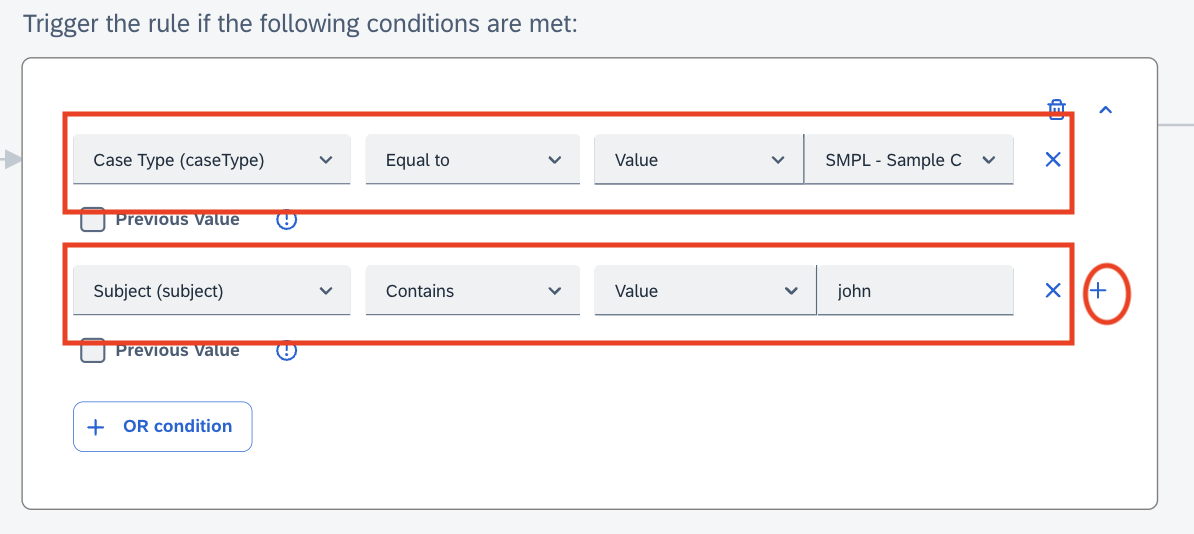 Trigger the rule if the following conditions are met:
Case Type (caseType) Equal to Value SMPL - Sample C
Previous Value
Subject (subject) Contains Value john
Previous Value
OR condition